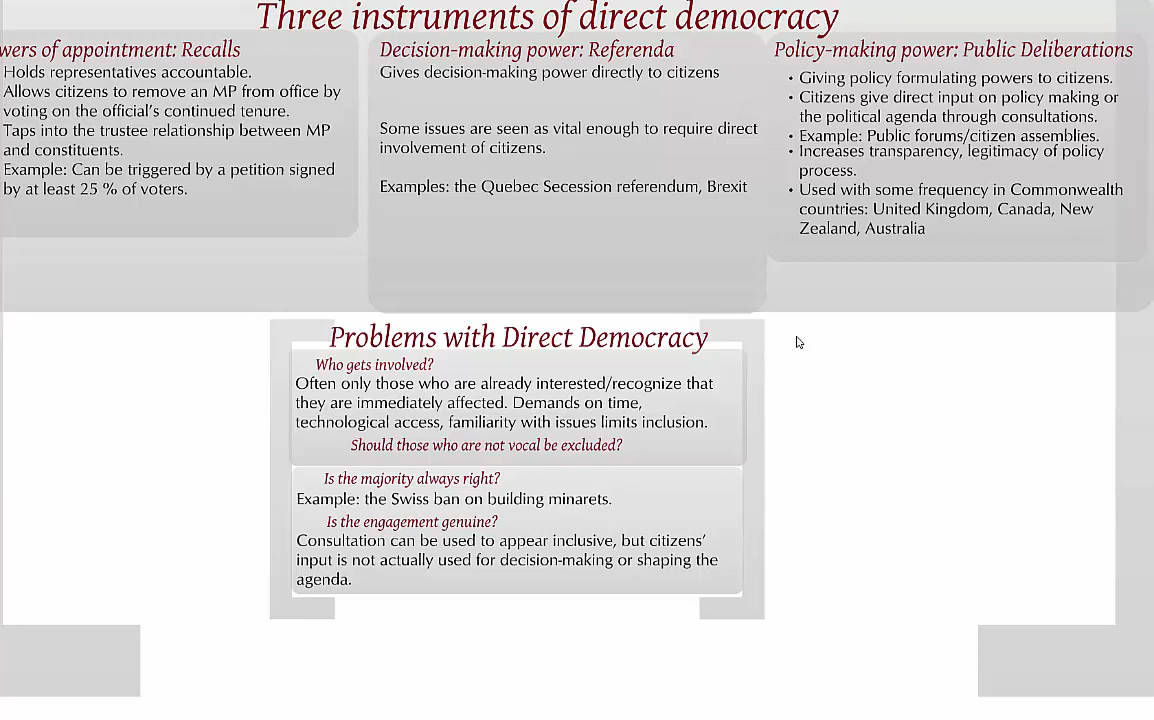 Three instruments of direct democracy
wers of appointment: Recalls
Holds representatives accountable.
Allows citizens to remove an MP from office by
voting on the official's continued tenure.
Taps into the trustee relationship between MP
and constituents.
Example: Can be triggered by a petition signed
by at least 25 % of voters.
Decision-making power: Referenda
Gives decision-making power directly to citizens
Some issues are seen as vital enough to require direct
involvement of citizens.
Examples: the Quebec Secession referendum, Brexit
Policy-making power: Public Deliberations
• Giving policy formulating powers to citizens.
• Citizens give direct input on policy making or
the political agenda through consultations.
• Example: Public forums/citizen assemblies.
• Increases transparency, legitimacy of policy
process.
• Used with some frequency in Commonwealth
countries: United Kingdom, Canada, New
Zealand, Australia
Problems with Direct Democracy
Who gets involved?
Often only those who are already interested/recognize that
they are immediately affected. Demands on time,
technological access, familiarity with issues limits inclusion.
Should those who are not vocal be excluded?
Is the majority always right?
Example: the Swiss ban on building minarets.
Is the engagement genuine?
Consultation can be used to appear inclusive, but citizens'
input is not actually used for decision-making or shaping the
agenda.